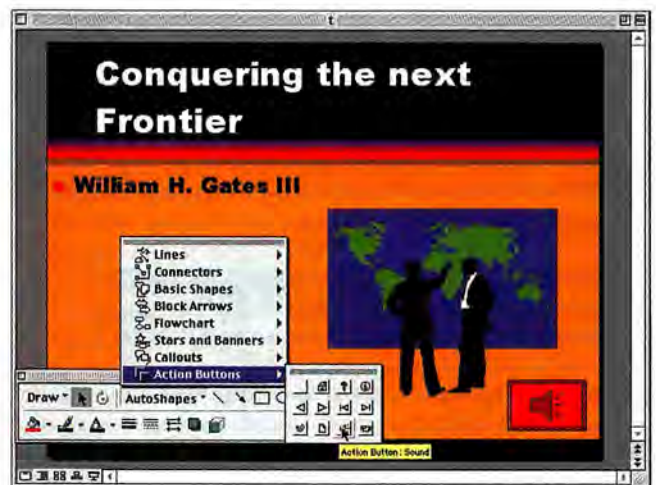 t
Conquering the next
Frontier
William H. Gates III
Lines
Connectors
Basic Shapes
Block Arrows
Flowchart
Stars and Banners
Callouts
Action Buttons
Draw
AutoShapes
A
Action Button: Sound